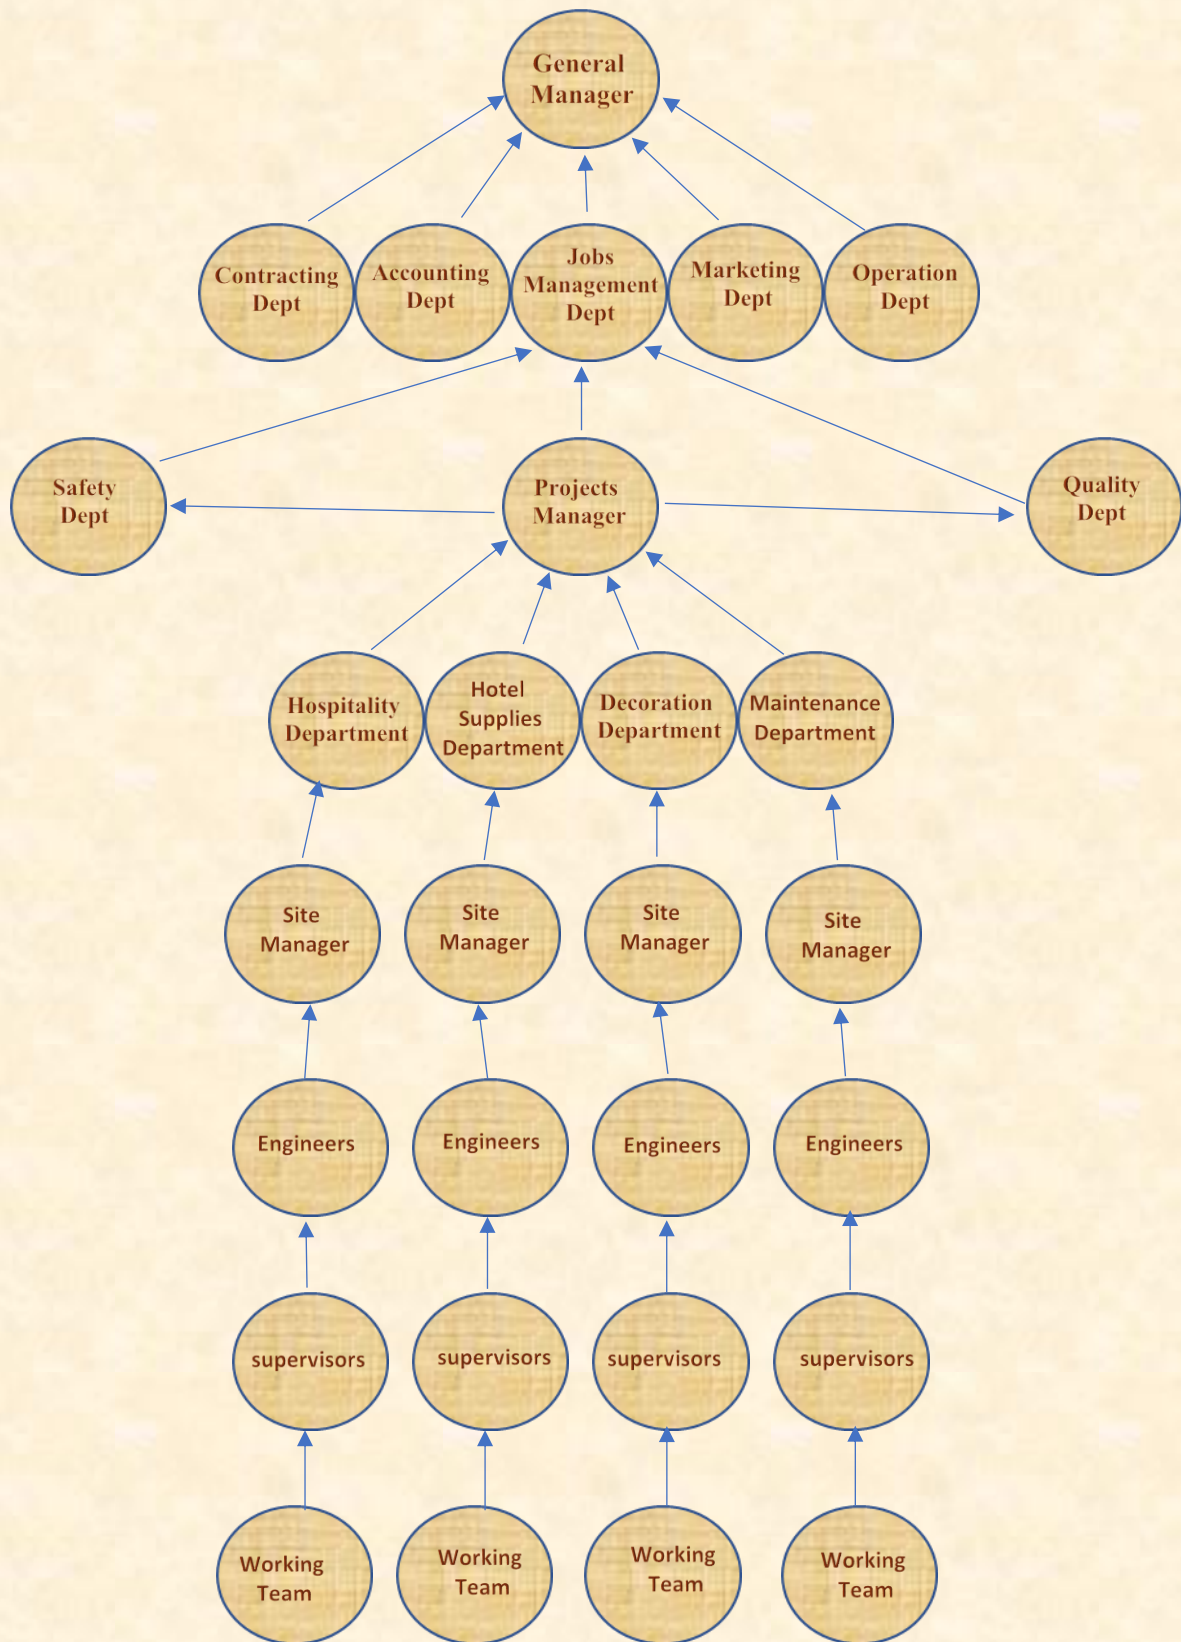 General
Manager
Contracting
Dept
Accounting
Dept
Jobs
Management
Dept
Marketing
Dept
Operation
Dept
Safety
Dept
Projects
Manager
Quality
Dept
Hospitality
Department
Hotel
Supplies
Department
Decoration
Department
Maintenance
Department
Site
Manager
Site
Manager
Site
Manager
Site
Manager
Engineers
Engineers
Engineers
Engineers
supervisors
supervisors
supervisors
supervisors
Working
Team
Working
Team
Working
Team
Working
Team